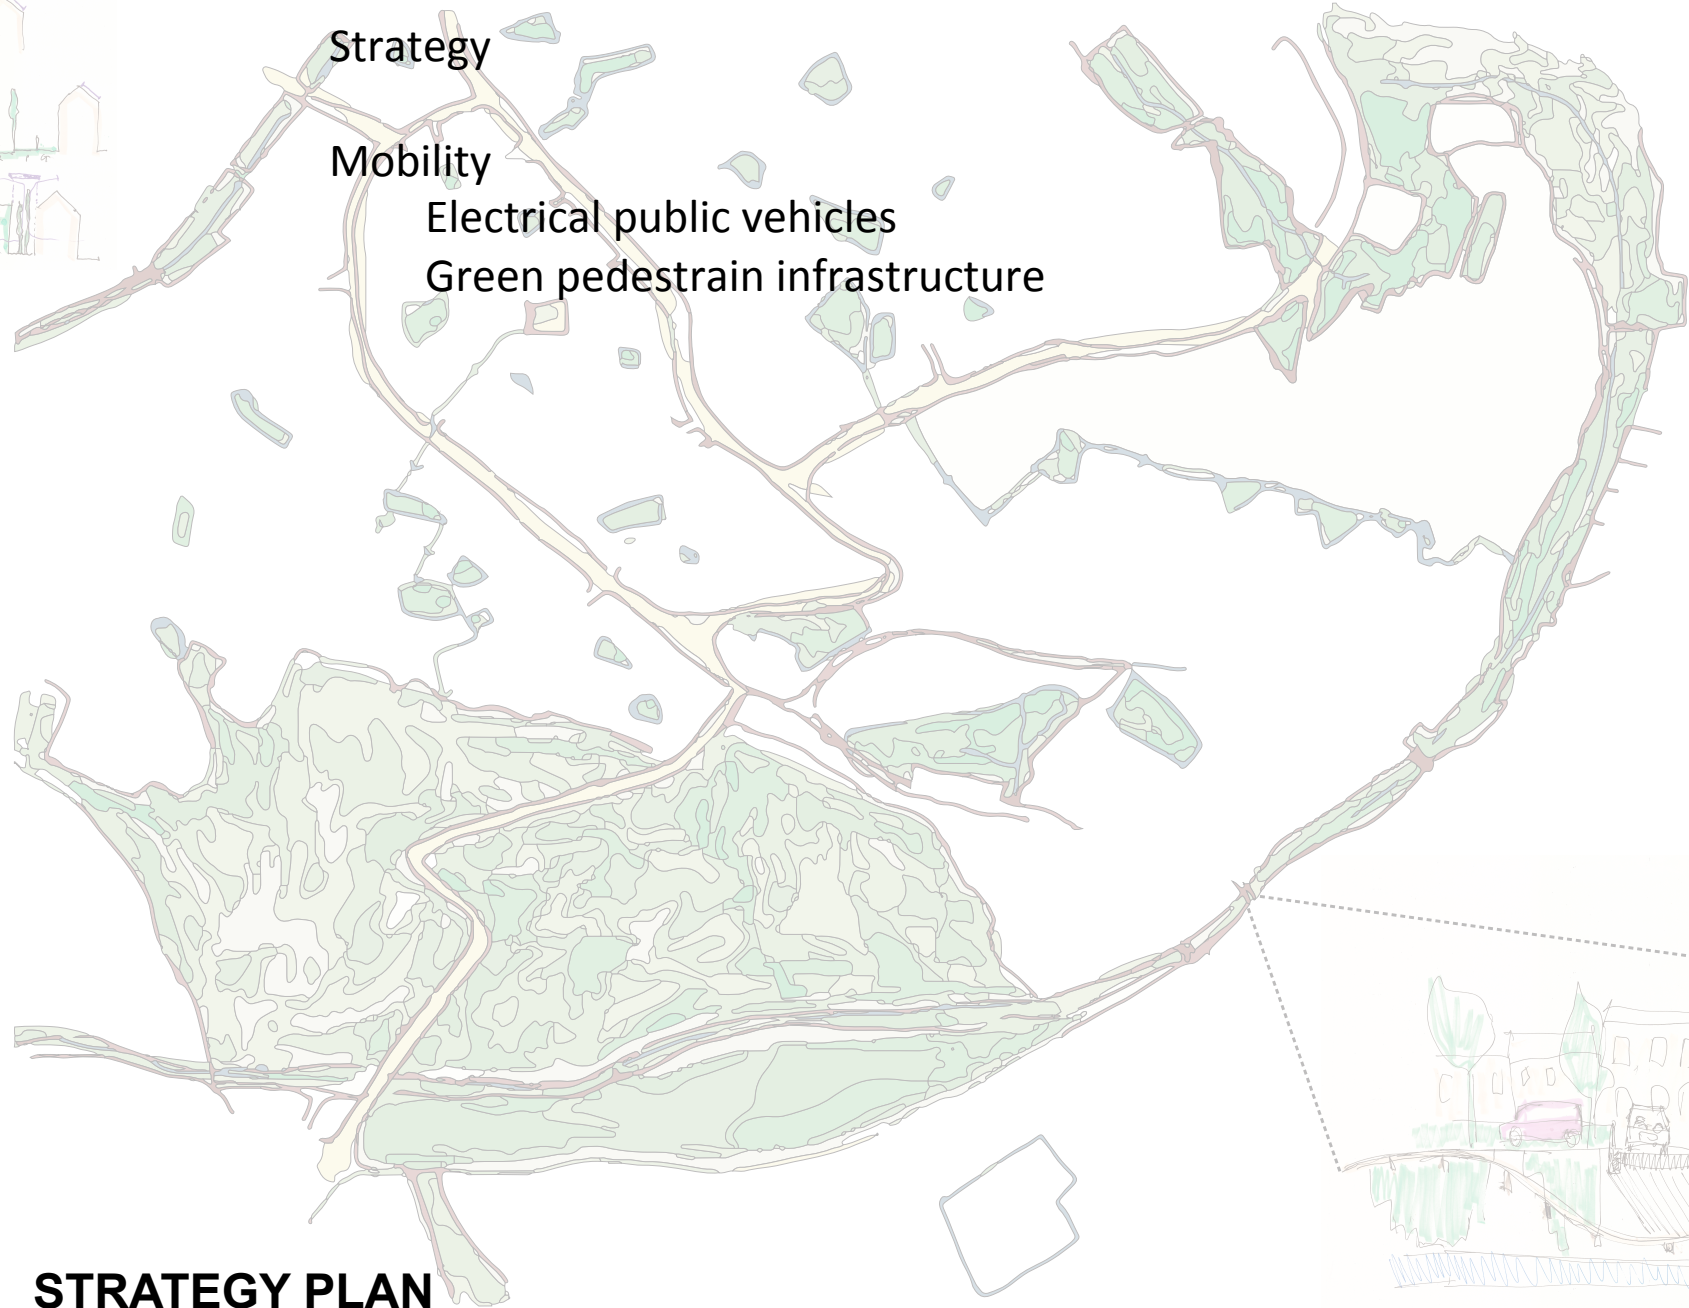 Strategy
Mobility
Electrical public vehicles
Green pedestrain infrastructure
STRATEGY PLAN